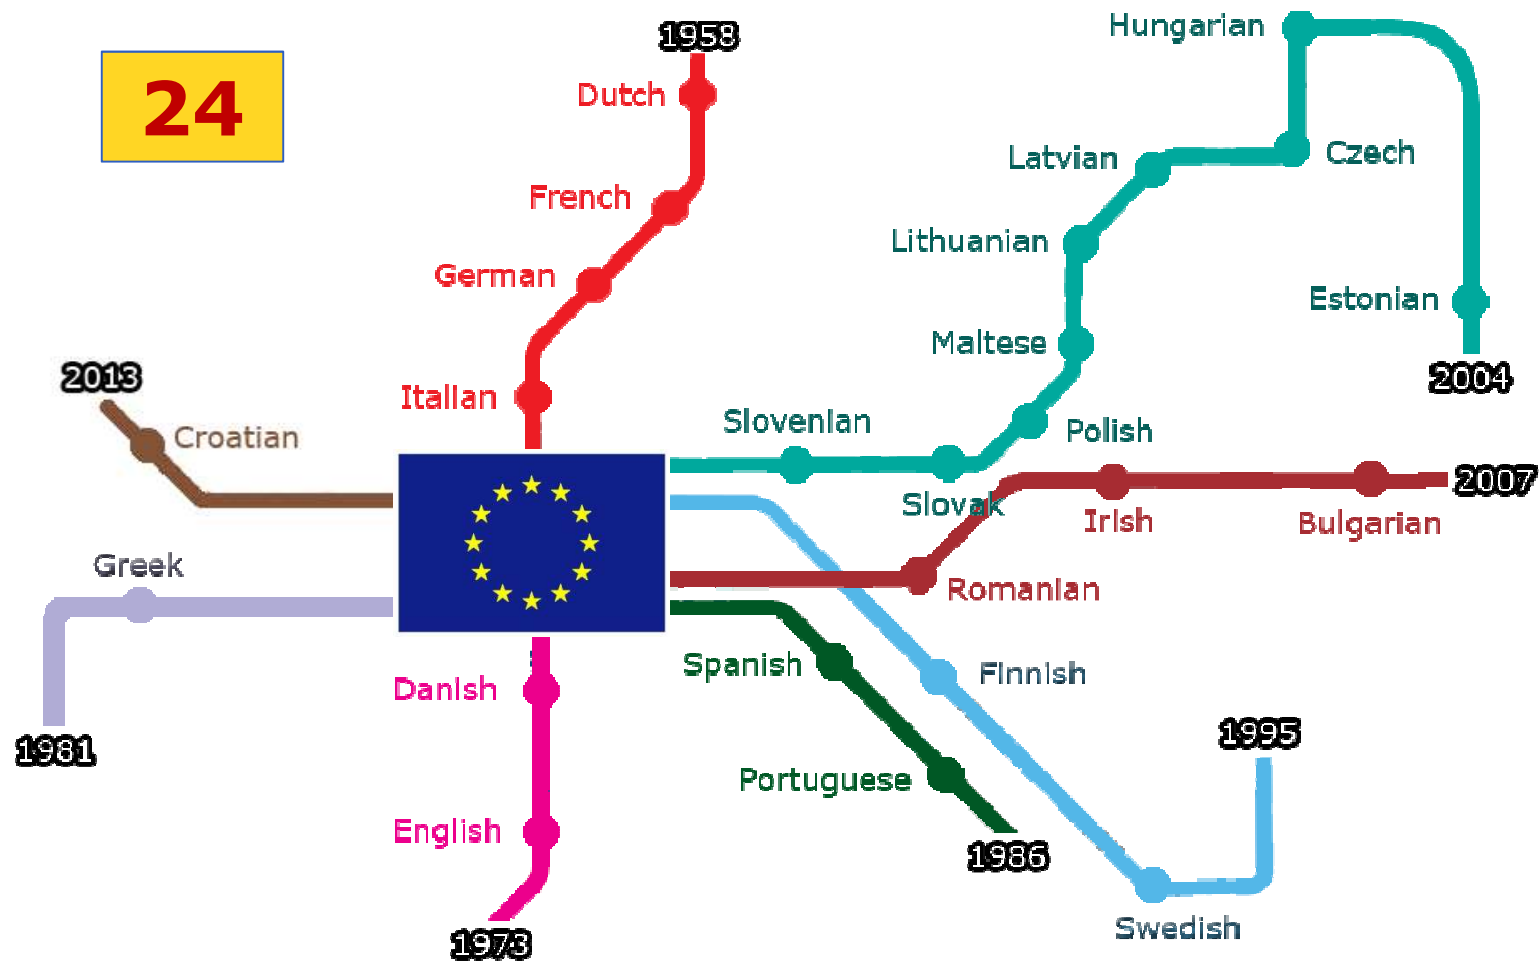 24
1958
Dutch
French
German
Italian
2013
Croatian
Greek
1981
Danish
English
1973
Hungarian
Latvian
Czech
Lithuanian
Estonian
Maltese
2004
Slovenian
Polish
Slovak
2007
Irish
Bulgarian
Romanian
Spanish
Finnish
Portuguese
1995
1986
Swedish